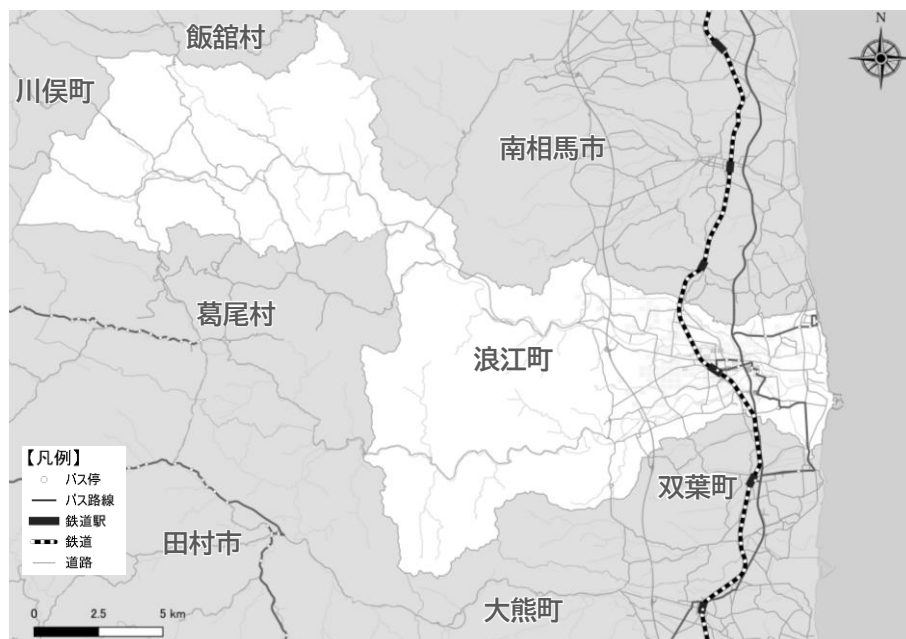 飯舘村
N
川俣町
南相馬市
葛尾村
浪江町
【凡例】
バス停
バス路線
鉄道駅
鉄道
道路
双葉町
田村市
大熊町
0 2.5 5 km